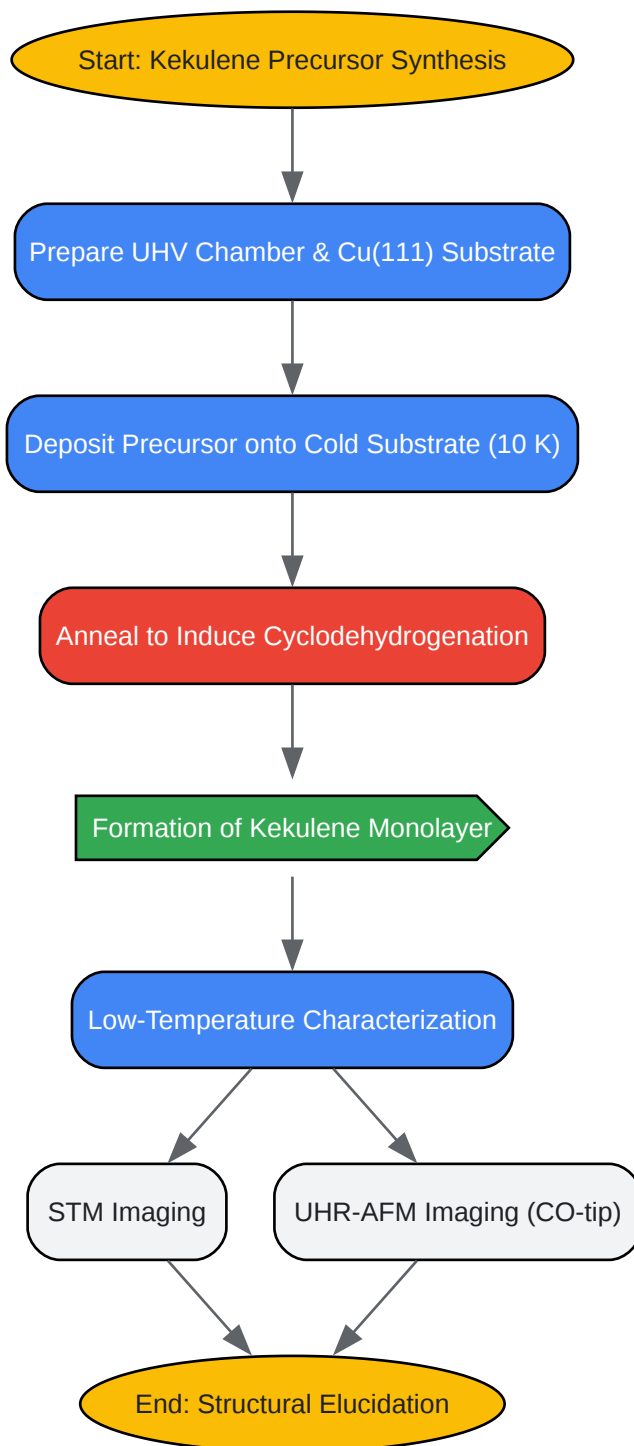 Start: Kekulene Precursor Synthesis
Prepare UHV Chamber & Cu(111) Substrate
Deposit Precursor onto Cold Substrate (10 K)
Anneal to Induce Cyclodehydrogenation
Formation of Kekulene Monolayer
Low-Temperature Characterization
STM Imaging
UHR-AFM Imaging (CO-tip)
End: Structural Elucidation